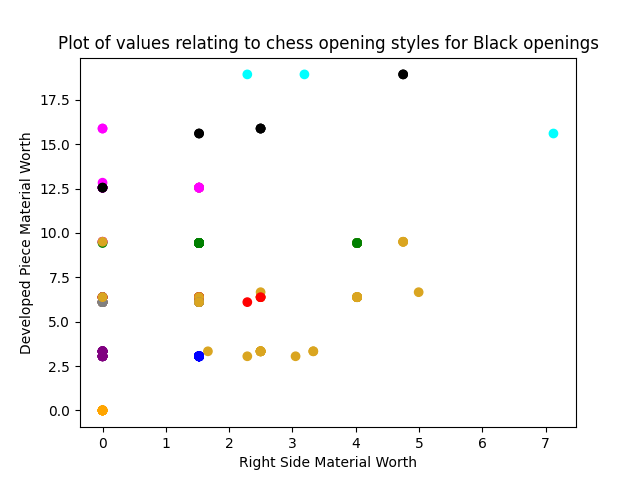 Plot of values relating to chess opening styles for Black openings
17.5
15.0
12.5
10.0
7.5
5.0
2.5
0.0
Developed Piece Material Worth
0 1 2 3 4 5 6 7
Right Side Material Worth